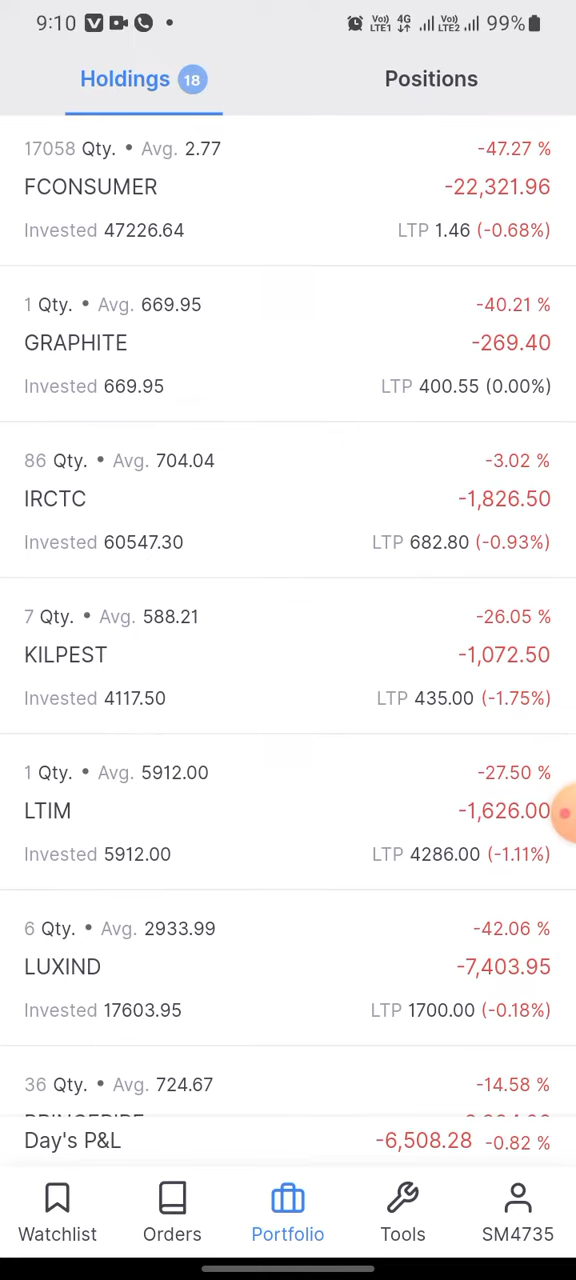 9:10 Vo)) LTE1 4G Vo)) LTE2 99%
Holdings 18 Positions
17058 Qty. • Avg. 2.77 -47.27 %
FCONSUMER -22,321.96
Invested 47226.64 LTP 1.46 (-0.68%)
1 Qty. • Avg. 669.95 -40.21 %
GRAPHITE -269.40
Invested 669.95 LTP 400.55 (0.00%)
86 Qty. • Avg. 704.04 -3.02 %
IRCTC -1,826.50
Invested 60547.30 LTP 682.80 (-0.93%)
7 Qty. • Avg. 588.21 -26.05 %
KILPEST -1,072.50
Invested 4117.50 LTP 435.00 (-1.75%)
1 Qty. • Avg. 5912.00 -27.50 %
LTIM -1,626.00
Invested 5912.00 LTP 4286.00 (-1.11%)
6 Qty. • Avg. 2933.99 -42.06 %
LUXIND -7,403.95
Invested 17603.95 LTP 1700.00 (-0.18%)
36 Qty. • Avg. 724.67 -14.58 %
Day's P&L -6,508.28 -0.82 %
Watchlist Orders Portfolio Tools SM4735